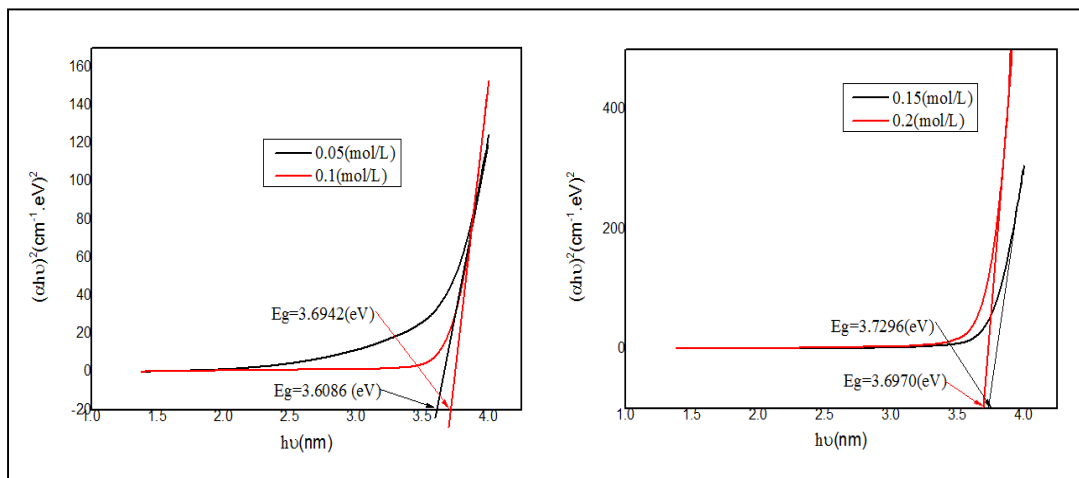 160
140
120
100
80
60
40
20
0
-20
1.0
1.5
2.0
2.5
3.0
3.5
4.0
(αhυ)²(cm⁻¹.eV)²
hυ(nm)
0.05(mol/L)
0.1(mol/L)
Eg=3.6942(eV)
Eg=3.6086 (eV)
400
200
0
1.0
1.5
2.0
2.5
3.0
3.5
4.0
(αhυ)²(cm⁻¹.eV)²
hυ(nm)
0.15(mol/L)
0.2(mol/L)
Eg=3.7296(eV)
Eg=3.6970(eV)